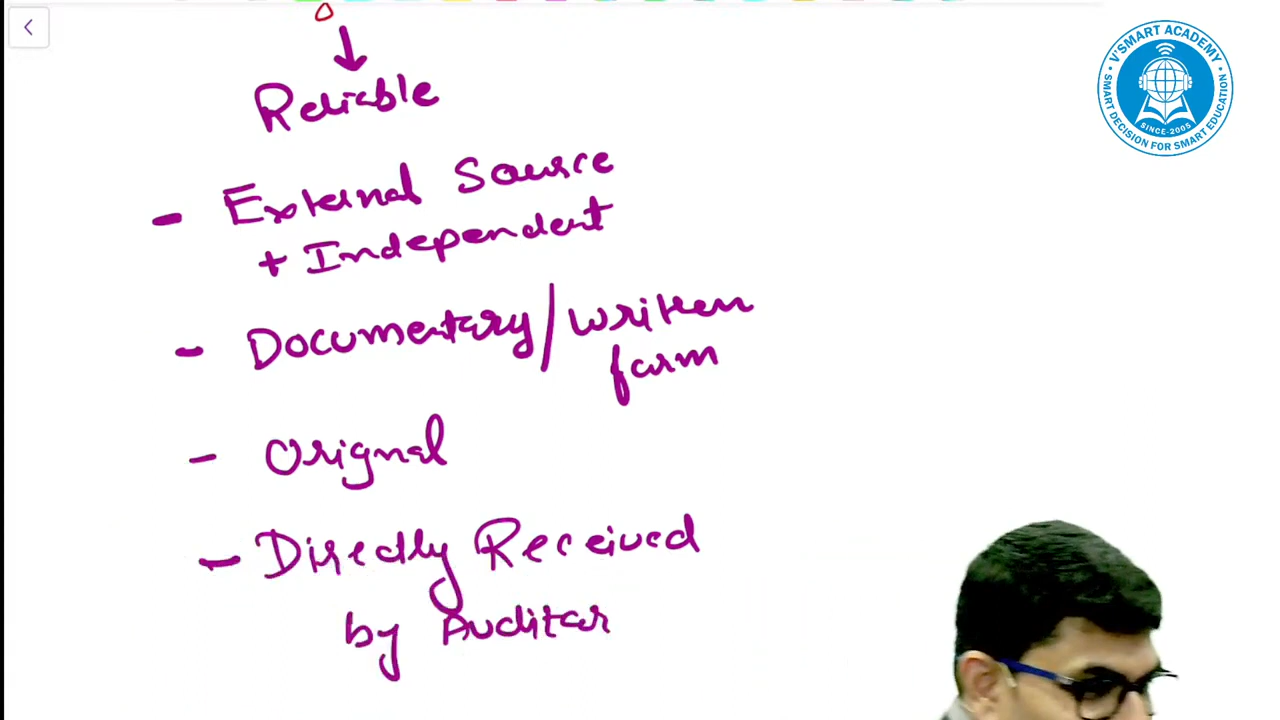 Reliable
- External Source
+ Independent
- Documentary/written
form
- Orignal
- Directly Received
by Auditor
V'SMART ACADEMY
SMART DECISION FOR SMART EDUCATION
SINCE-2005